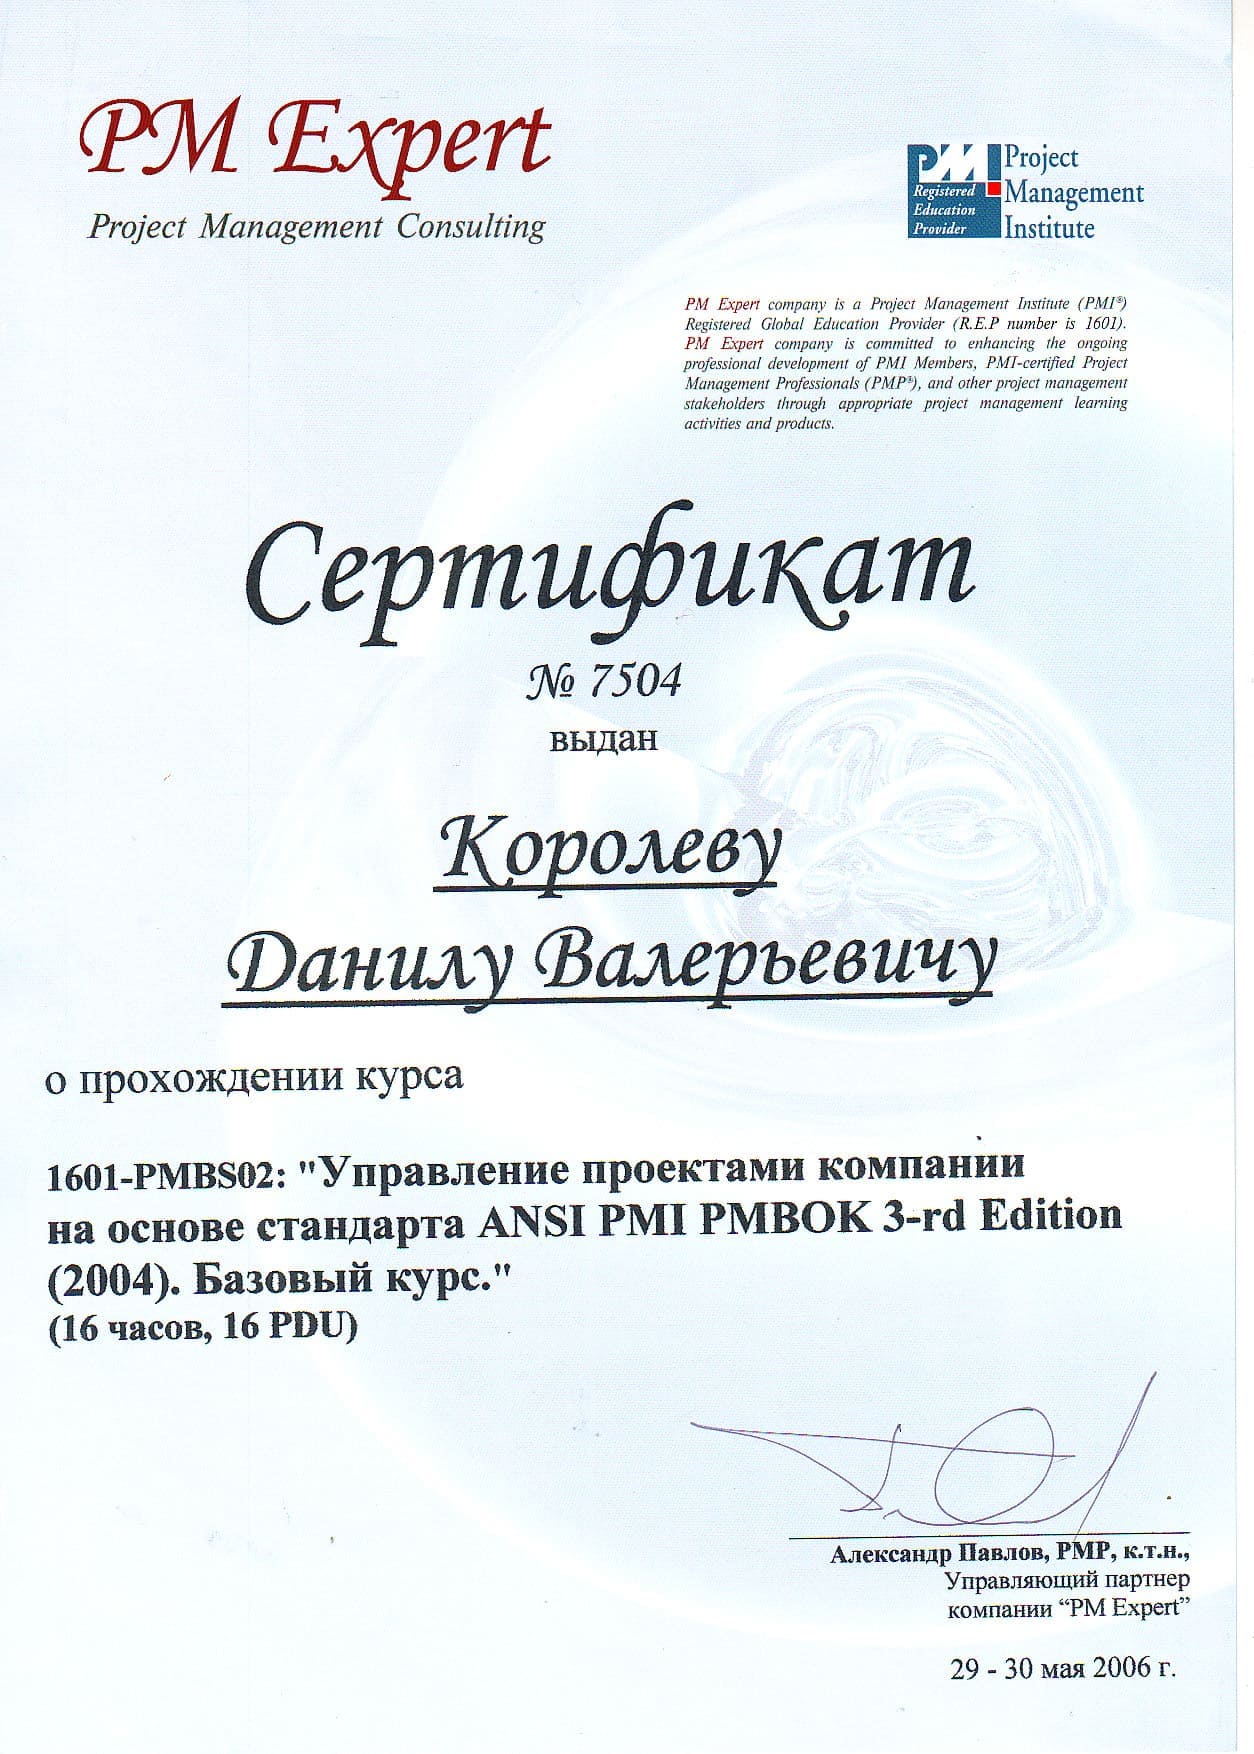 PM Expert
Project Management Consulting
PM
Registered
Education
Provider
Project
Management
Institute
PM Expert company is a Project Management Institute (PMI®)
Registered Global Education Provider (R.E.P number is 1601).
PM Expert company is committed to enhancing the ongoing
professional development of PMI Members, PMI-certified Project
Management Professionals (PMP®), and other project management
stakeholders through appropriate project management learning
activities and products.
Сертификат
№ 7504
выдан
Королеву
Данилу Валерьевичу
о прохождении курса
1601-PMBS02: "Управление проектами компании
на основе стандарта ANSI PMI PMBOK 3-rd Edition
(2004). Базовый курс."
(16 часов, 16 PDU)
Александр Павлов, PMP, к.т.н.,
Управляющий партнер
компании “PM Expert”
29 - 30 мая 2006 г.